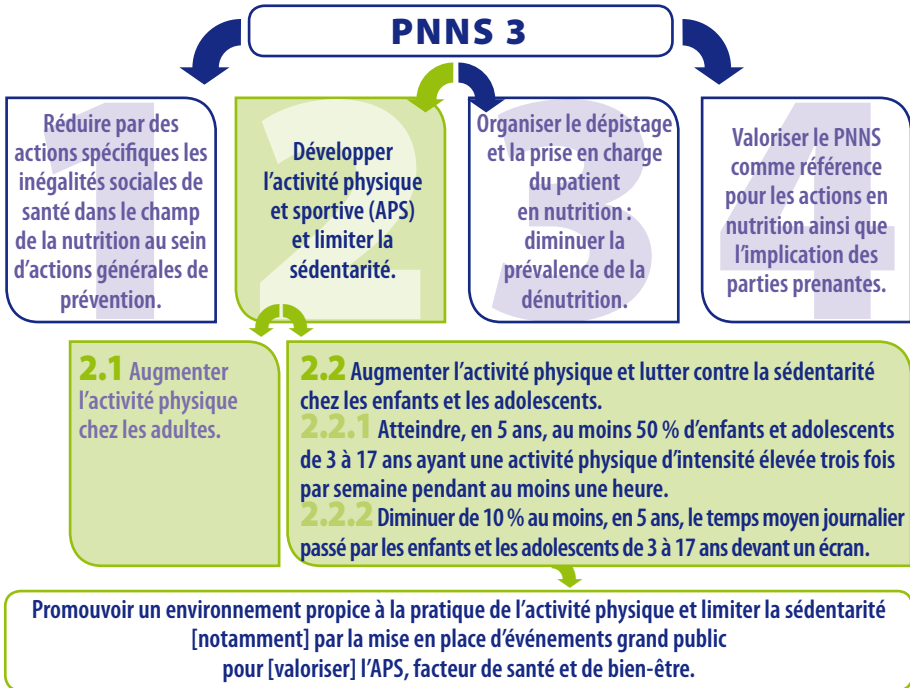 PNNS 3
1
Réduire par des
actions spécifiques les
inégalités sociales de
santé dans le champ
de la nutrition au sein
d'actions générales de
prévention.
2
Développer
l'activité physique
et sportive (APS)
et limiter la
sédentarité.
3
Organiser le dépistage
et la prise en charge
du patient
en nutrition :
diminuer la
prévalence de la
dénutrition.
4
Valoriser le PNNS
comme référence
pour les actions en
nutrition ainsi que
l'implication des
parties prenantes.
2.1 Augmenter
l'activité physique
chez les adultes.
2.2 Augmenter l'activité physique et lutter contre la sédentarité
chez les enfants et les adolescents.
2.2.1 Atteindre, en 5 ans, au moins 50 % d'enfants et adolescents
de 3 à 17 ans ayant une activité physique d'intensité élevée trois fois
par semaine pendant au moins une heure.
2.2.2 Diminuer de 10 % au moins, en 5 ans, le temps moyen journalier
passé par les enfants et les adolescents de 3 à 17 ans devant un écran.
Promouvoir un environnement propice à la pratique de l'activité physique et limiter la sédentarité
[notamment] par la mise en place d'événements grand public
pour [valoriser] l'APS, facteur de santé et de bien-être.